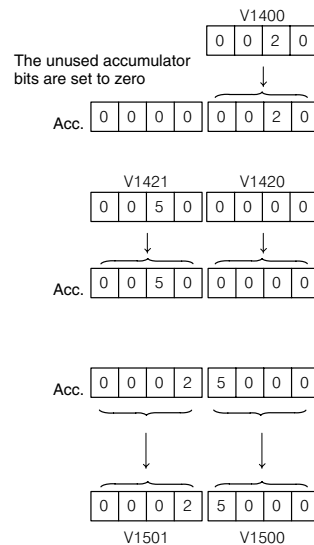 V1400
0 0 2 0
The unused accumulator
bits are set to zero
Acc. 0 0 0 0 0 0 2 0
V1421 V1420
0 0 5 0 0 0 0 0
Acc. 0 0 5 0 0 0 0 0
Acc. 0 0 0 2 5 0 0 0
0 0 0 2 5 0 0 0
V1501 V1500